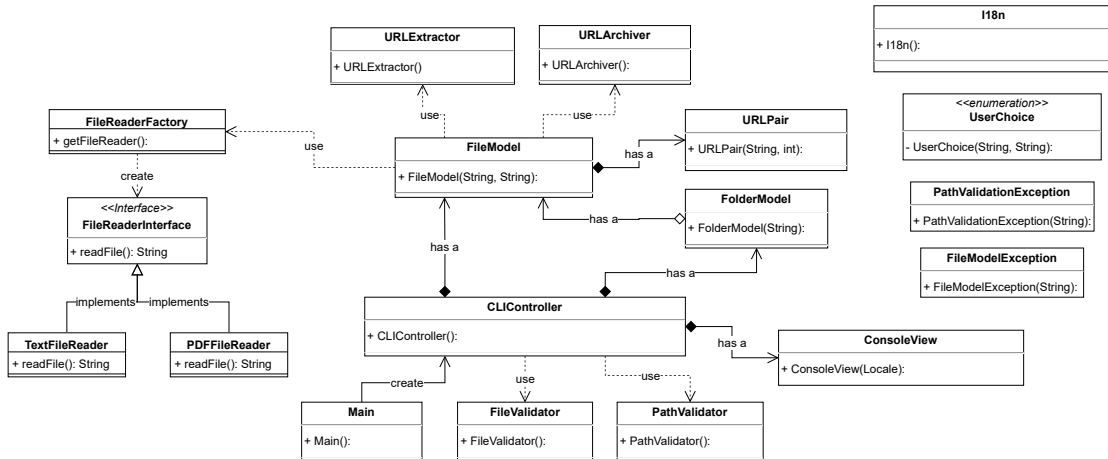 URLExtractor
+ URLExtractor()
URLArchiver
+ URLArchiver():
I18n
+ I18n():
<<enumeration>>
UserChoice
- UserChoice(String, String):
FileReaderFactory
+ getFileReader():
use
use
use
FileModel
+ FileModel(String, String):
has a
URLPair
+ URLPair(String, int):
create
<<Interface>>
FileReaderInterface
+ readFile(): String
has a
FolderModel
+ FolderModel(String):
PathValidationException
+ PathValidationException(String):
FileModelException
+ FileModelException(String):
has a
has a
implements
implements
TextFileReader
+ readFile(): String
PDFFileReader
+ readFile(): String
CLIController
+ CLIController():
has a
ConsoleView
+ ConsoleView(Locale):
create
use
use
Main
+ Main():
FileValidator
+ FileValidator():
PathValidator
+ PathValidator():